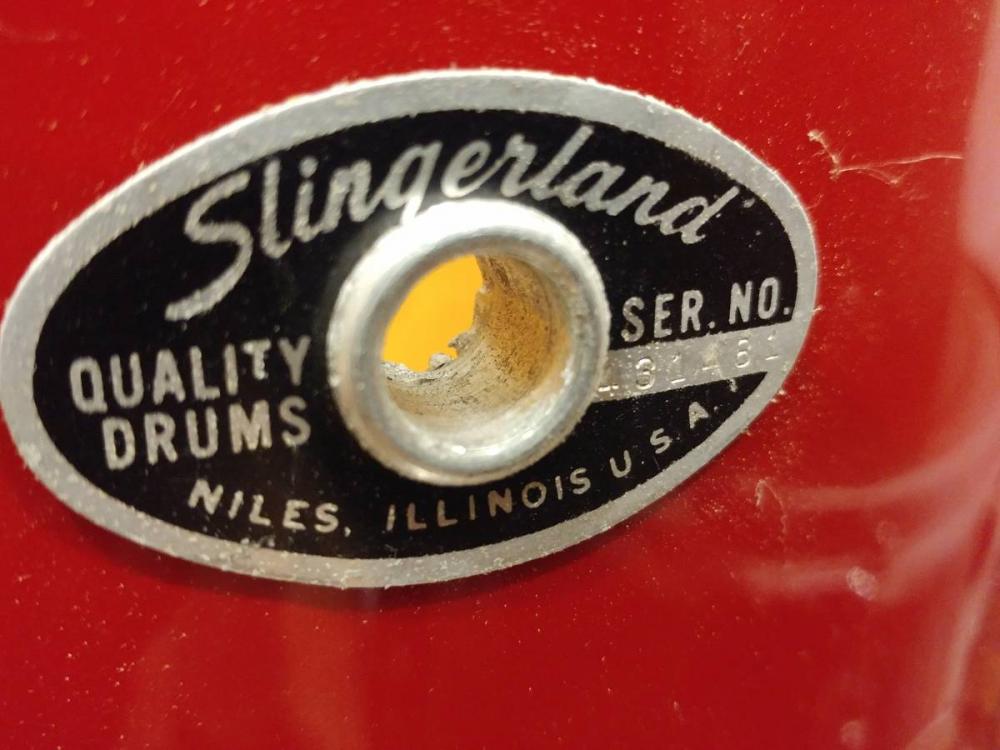 Slingerland
QUALITY
DRUMS
SER. NO.
NILES, ILLINOIS U.S.A.